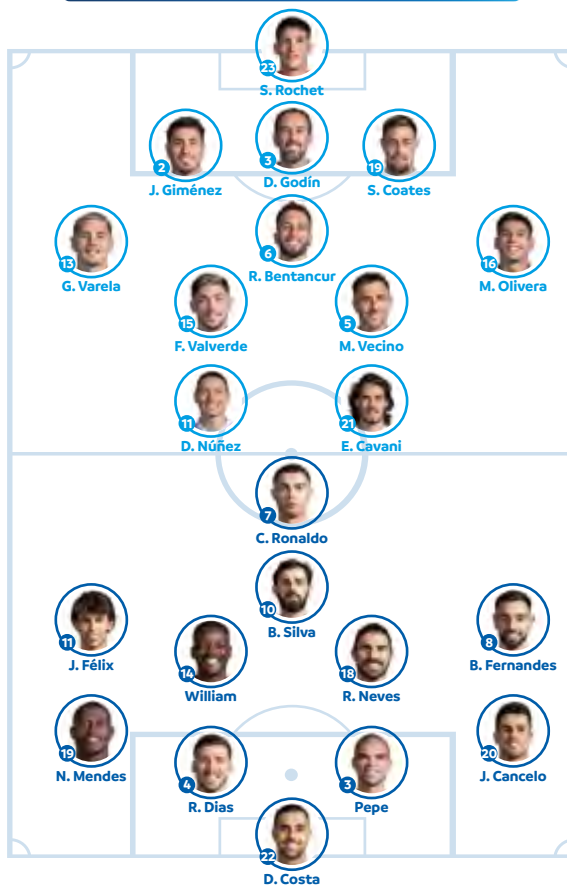 23
S. Rochet
2
J. Giménez
3
D. Godín
19
S. Coates
13
G. Varela
6
R. Bentancur
16
M. Olivera
15
F. Valverde
5
M. Vecino
11
D. Núñez
21
E. Cavani
7
C. Ronaldo
10
B. Silva
11
J. Félix
14
William
18
R. Neves
8
B. Fernandes
19
N. Mendes
4
R. Dias
3
Pepe
20
J. Cancelo
22
D. Costa